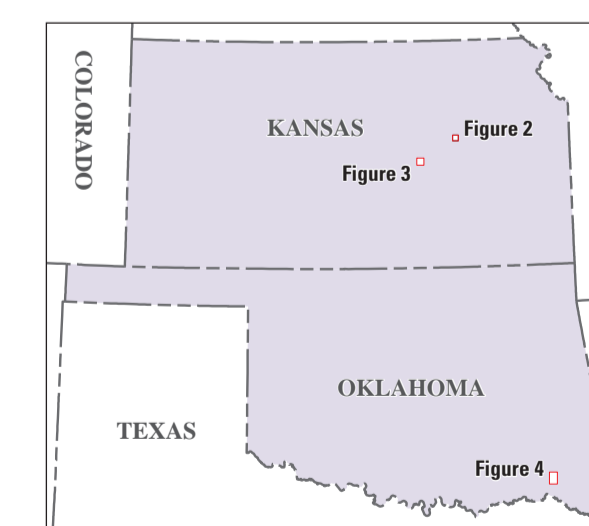 COLORADO
KANSAS
Figure 2
Figure 3
OKLAHOMA
TEXAS
Figure 4